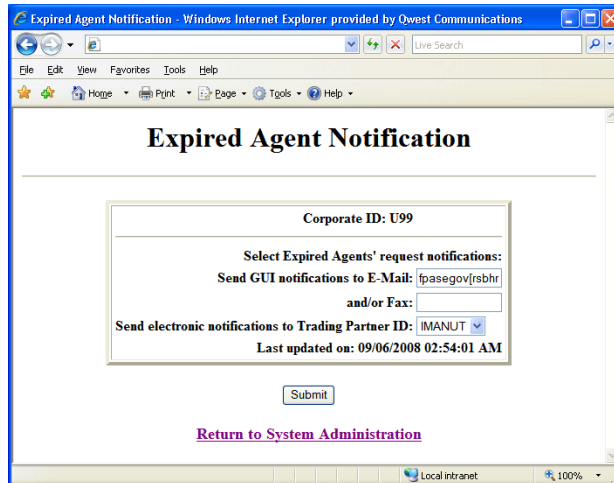 Expired Agent Notification - Windows Internet Explorer provided by Qwest Communications
Live Search
File Edit View Favorites Tools Help
Home Print Page Tools Help
Expired Agent Notification
Corporate ID: U99
Select Expired Agents' request notifications:
Send GUI notifications to E-Mail: fpasegov[rsbhr
and/or Fax:
Send electronic notifications to Trading Partner ID: IMANUT
Last updated on: 09/06/2008 02:54:01 AM
Submit
Return to System Administration
Local intranet 100%